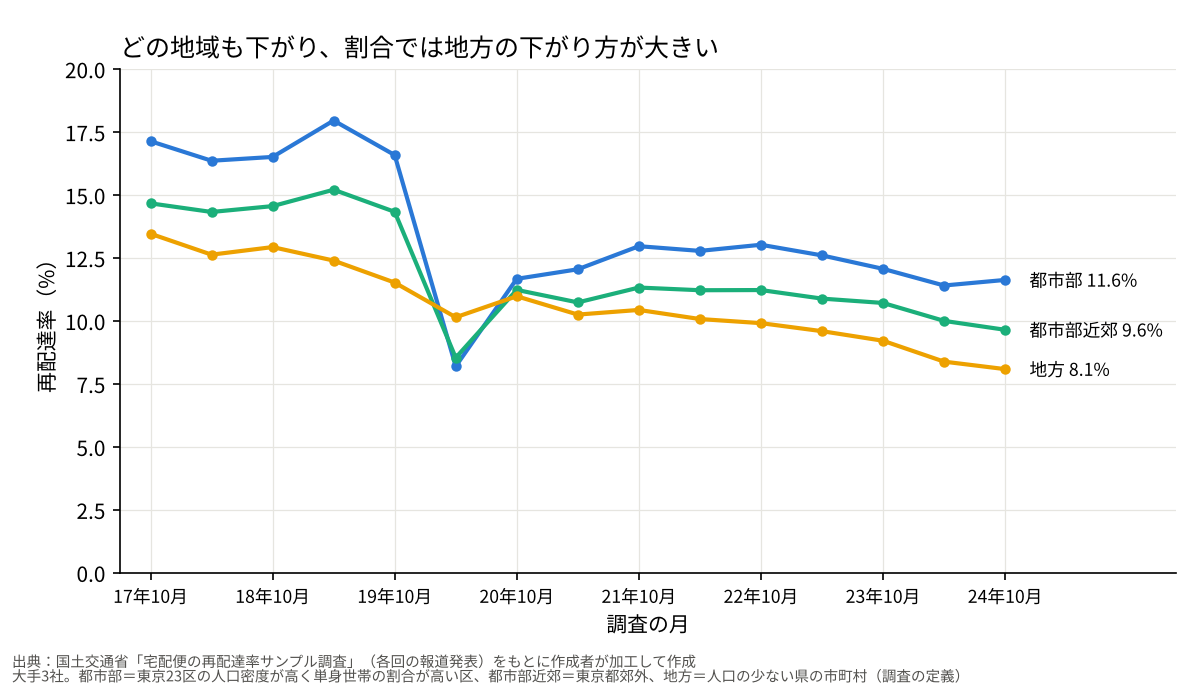 どの地域も下がり、割合では地方の下がり方が大きい
20.0
17.5
15.0
12.5
10.0
7.5
5.0
2.5
0.0
再配達率（%）
都市部 11.6%
都市部近郊 9.6%
地方 8.1%
17年10月
18年10月
19年10月
20年10月
21年10月
22年10月
23年10月
24年10月
調査の月
出典：国土交通省「宅配便の再配達率サンプル調査」（各回の報道発表）をもとに作成者が加工して作成
大手3社。都市部＝東京23区の人口密度が高く単身世帯の割合が高い区、都市部近郊＝東京都郊外、地方＝人口の少ない県の市町村（調査の定義）